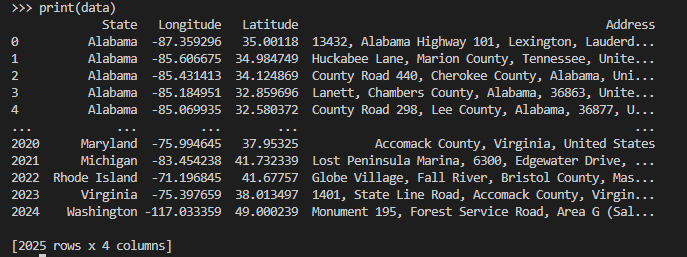 >>> print(data)
State Longitude Latitude Address
0 Alabama -87.359296 35.00118 13432, Alabama Highway 101, Lexington, Lauderd...
1 Alabama -85.606675 34.984749 Huckabee Lane, Marion County, Tennessee, Unite...
2 Alabama -85.431413 34.124869 County Road 440, Cherokee County, Alabama, Uni...
3 Alabama -85.184951 32.859696 Lanett, Chambers County, Alabama, 36863, Unite...
4 Alabama -85.069935 32.580372 County Road 298, Lee County, Alabama, 36877, U...
... ... ... ... ...
2020 Maryland -75.994645 37.95325 Accomack County, Virginia, United States
2021 Michigan -83.454238 41.732339 Lost Peninsula Marina, 6300, Edgewater Drive, ...
2022 Rhode Island -71.196845 41.67757 Globe Village, Fall River, Bristol County, Mas...
2023 Virginia -75.397659 38.013497 1401, State Line Road, Accomack County, Virgin...
2024 Washington -117.033359 49.000239 Monument 195, Forest Service Road, Area G (Sal...
[2025 rows x 4 columns]